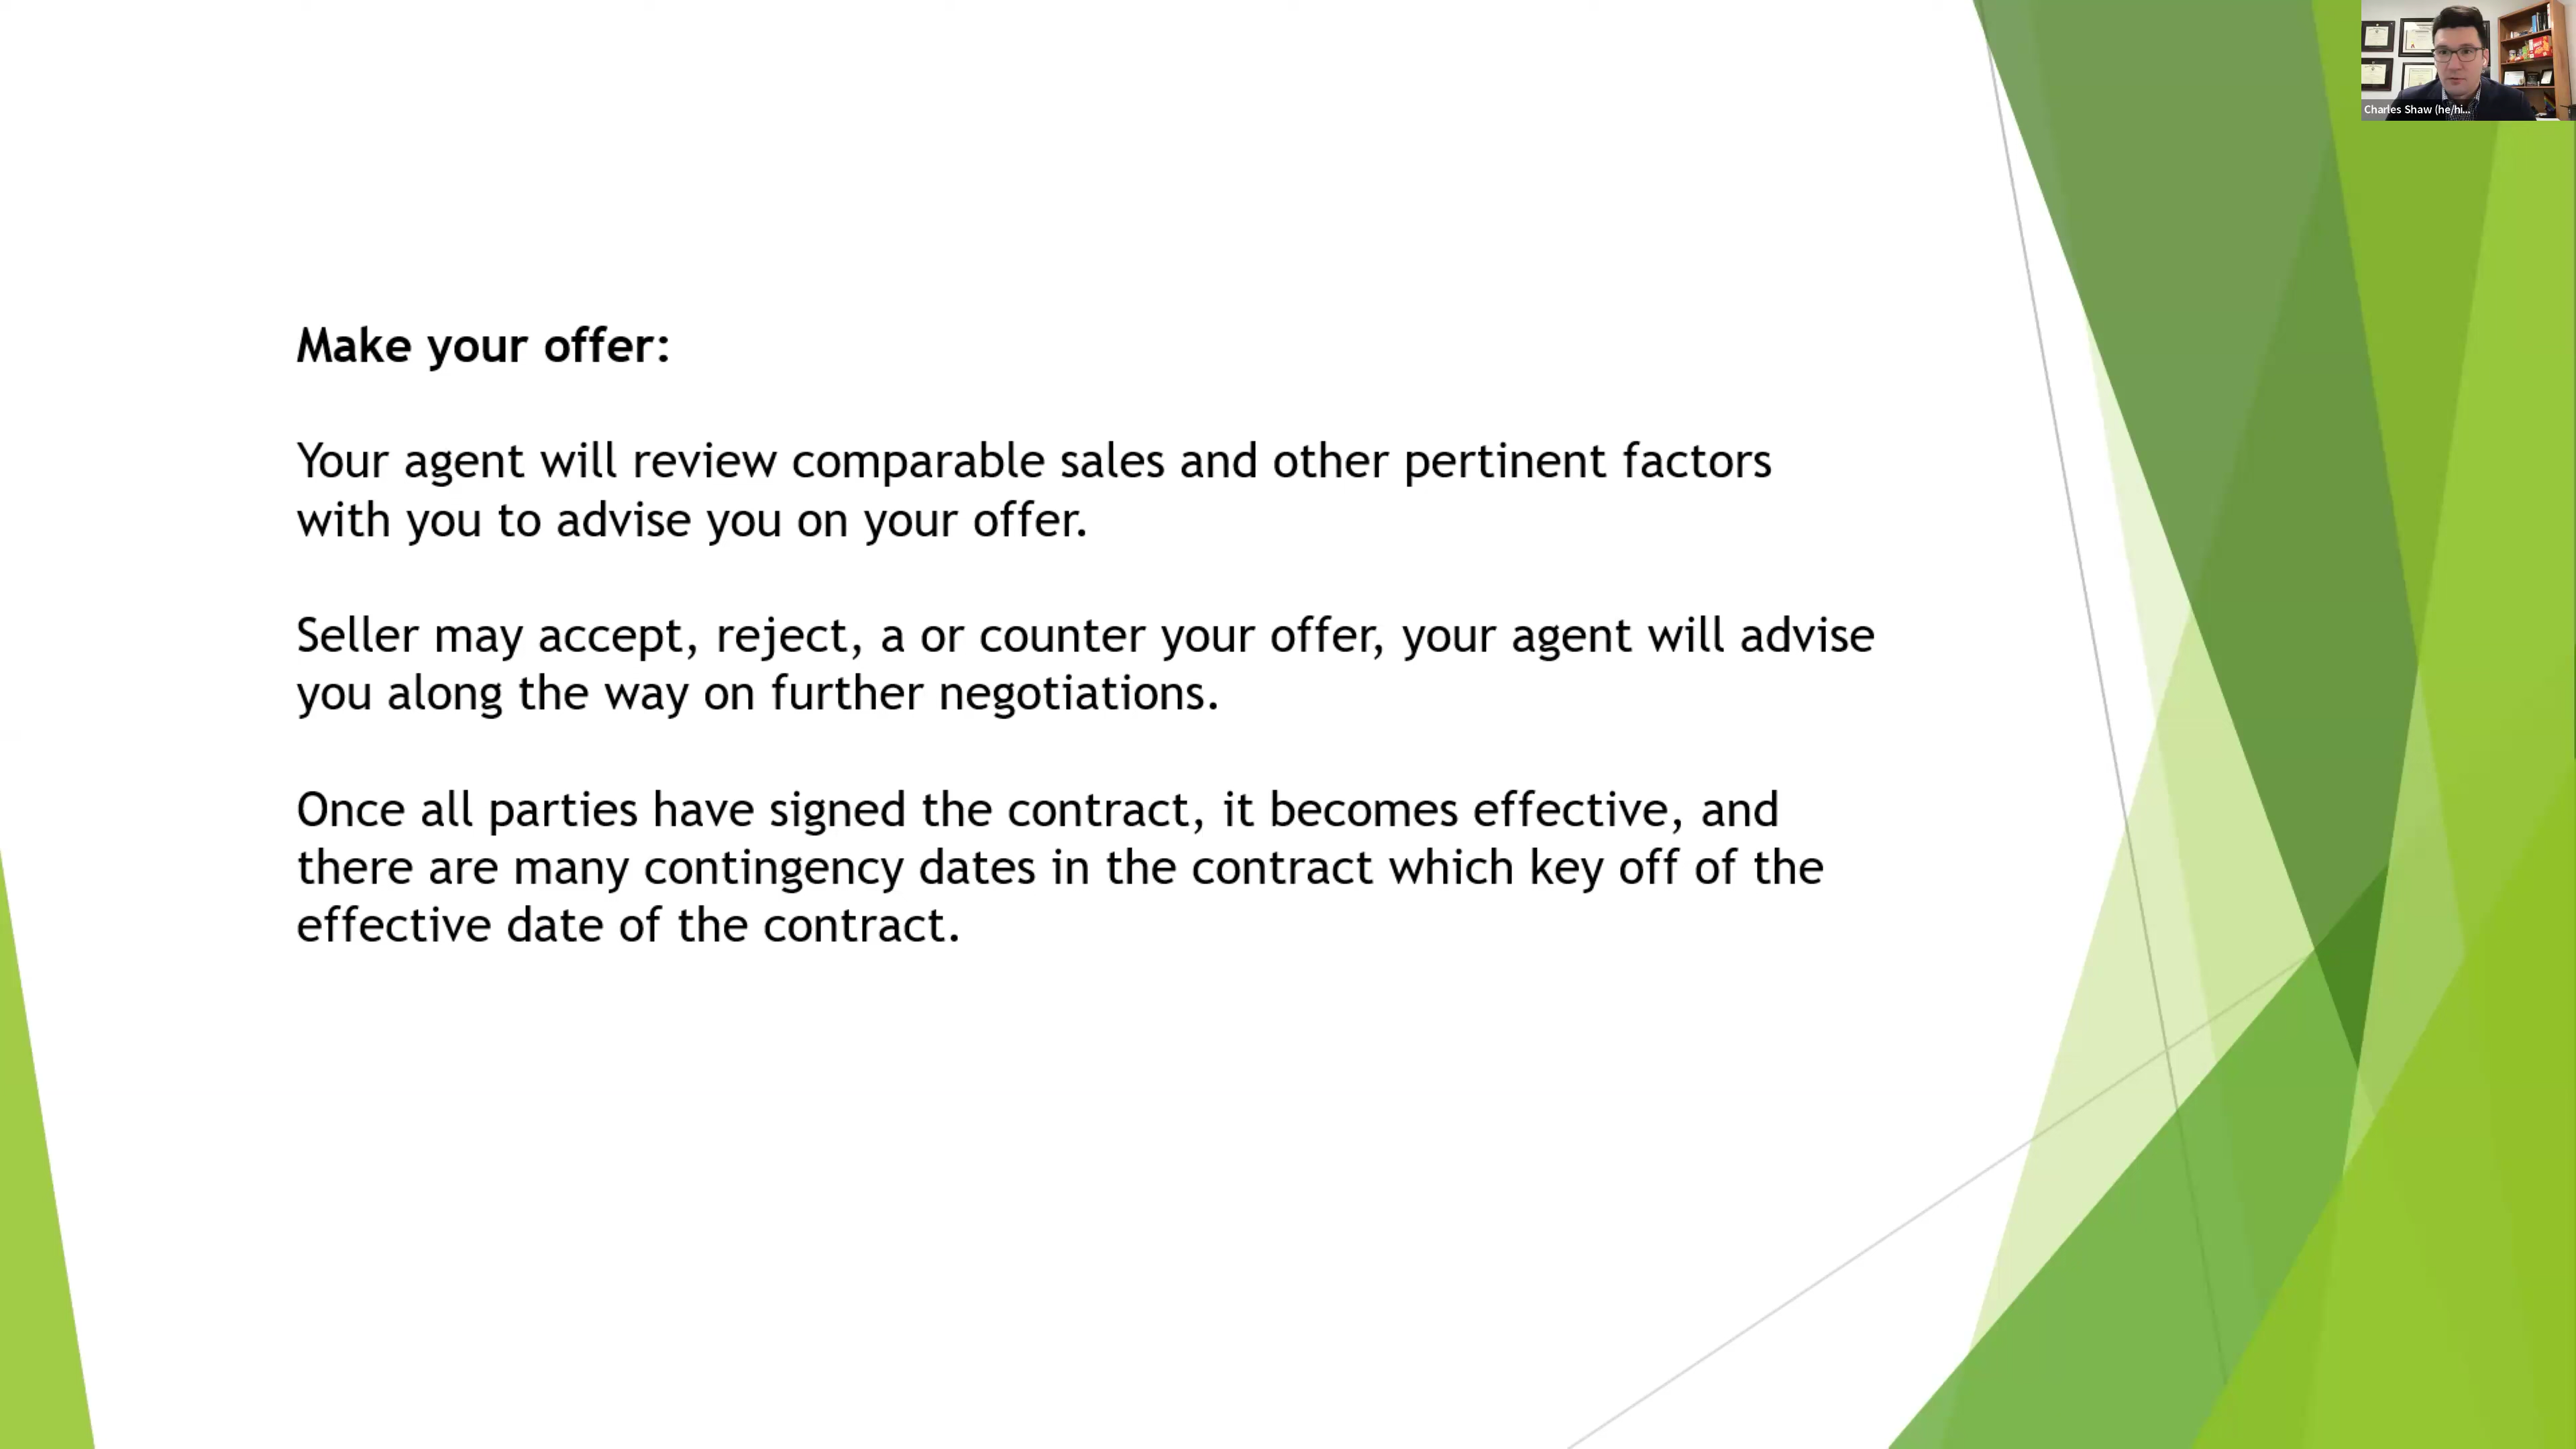 Charles Shaw (he/hi...
Make your offer:
Your agent will review comparable sales and other pertinent factors
with you to advise you on your offer.
Seller may accept, reject, a or counter your offer, your agent will advise
you along the way on further negotiations.
Once all parties have signed the contract, it becomes effective, and
there are many contingency dates in the contract which key off of the
effective date of the contract.